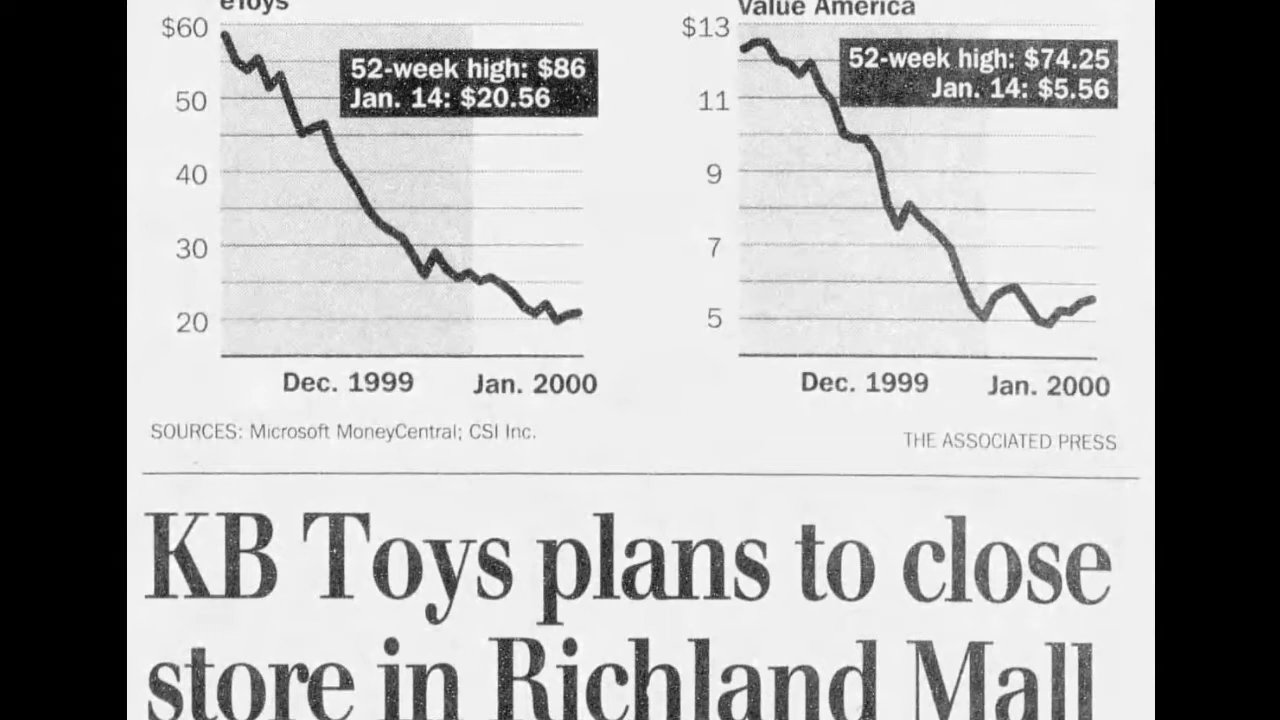 eToys
$60
50
40
30
20
52-week high: $86
Jan. 14: $20.56
Dec. 1999 Jan. 2000
Value America
$13
11
9
7
5
52-week high: $74.25
Jan. 14: $5.56
Dec. 1999 Jan. 2000
SOURCES: Microsoft MoneyCentral; CSI Inc.
THE ASSOCIATED PRESS
KB Toys plans to close
store in Richland Mall